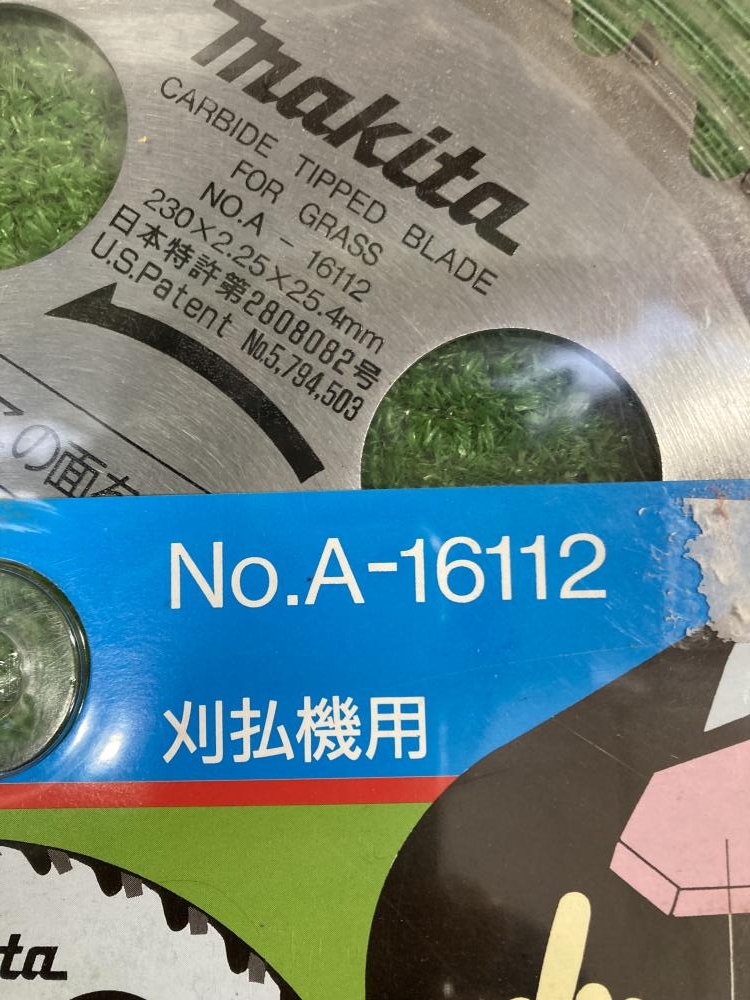 makita
CARBIDE TIPPED BLADE
FOR GRASS
NO.A - 16112
230×2.25×25.4mm
日本特許第2808082号
U.S.Patent №5,794,503
の面を
No.A-16112
刈払機用
ta